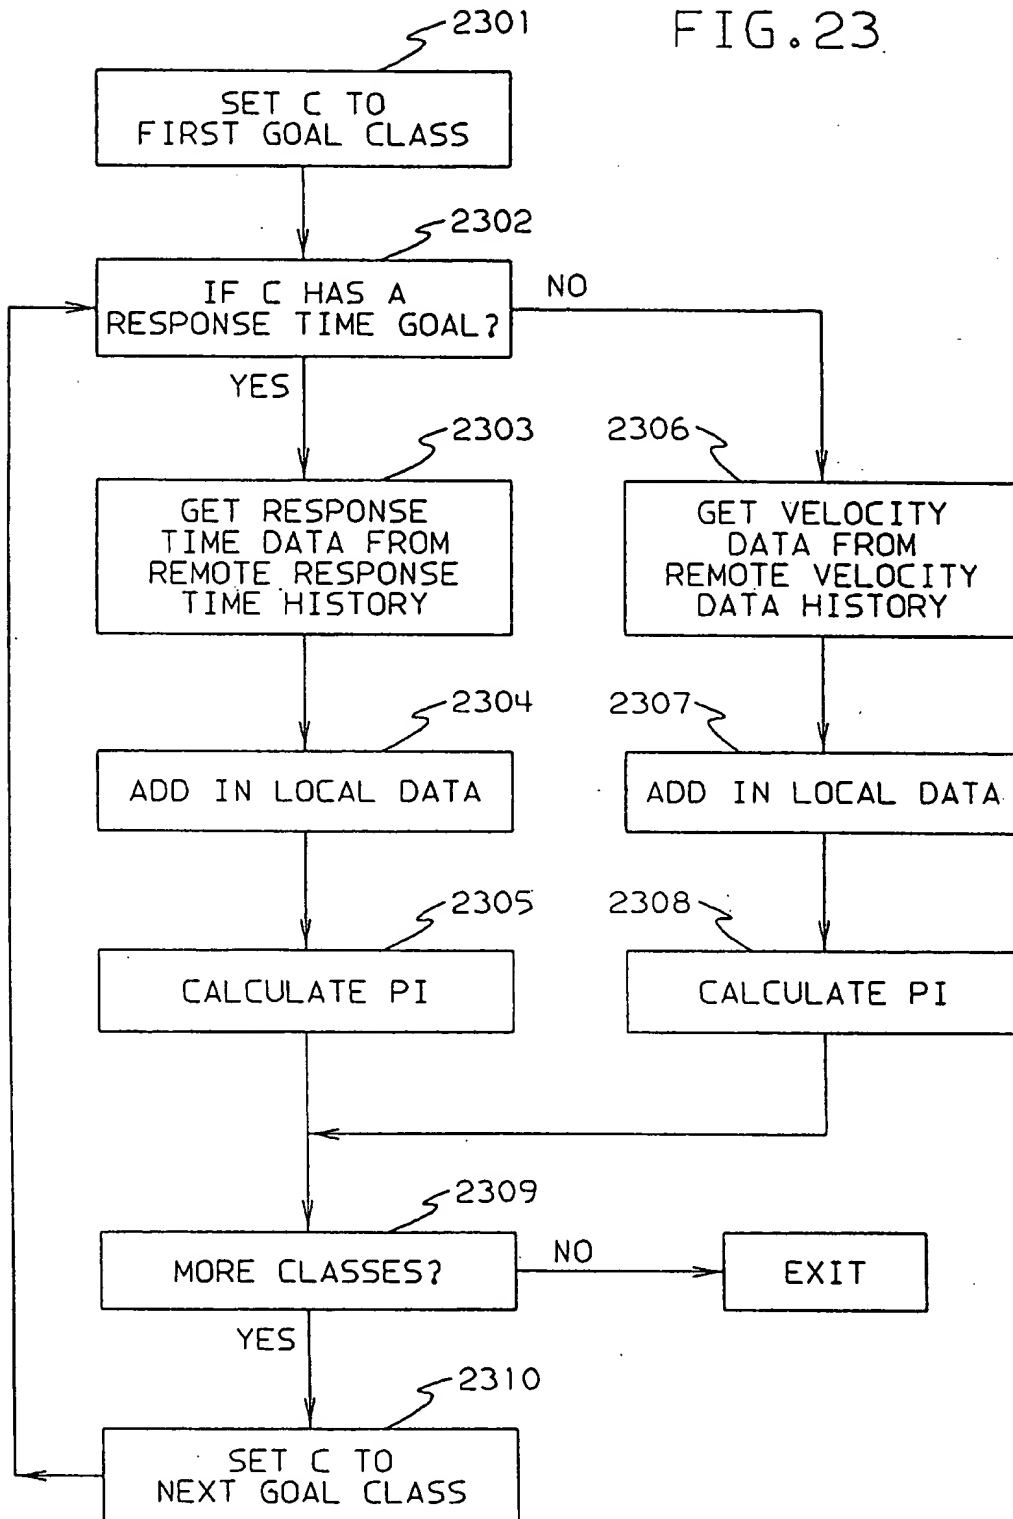 FIG.23
2301
SET C TO
FIRST GOAL CLASS
2302
IF C HAS A
RESPONSE TIME GOAL?
NO
YES
2303
GET RESPONSE
TIME DATA FROM
REMOTE RESPONSE
TIME HISTORY
2306
GET VELOCITY
DATA FROM
REMOTE VELOCITY
DATA HISTORY
2304
ADD IN LOCAL DATA
2307
ADD IN LOCAL DATA
2305
CALCULATE PI
2308
CALCULATE PI
2309
MORE CLASSES?
NO
EXIT
YES
2310
SET C TO
NEXT GOAL CLASS